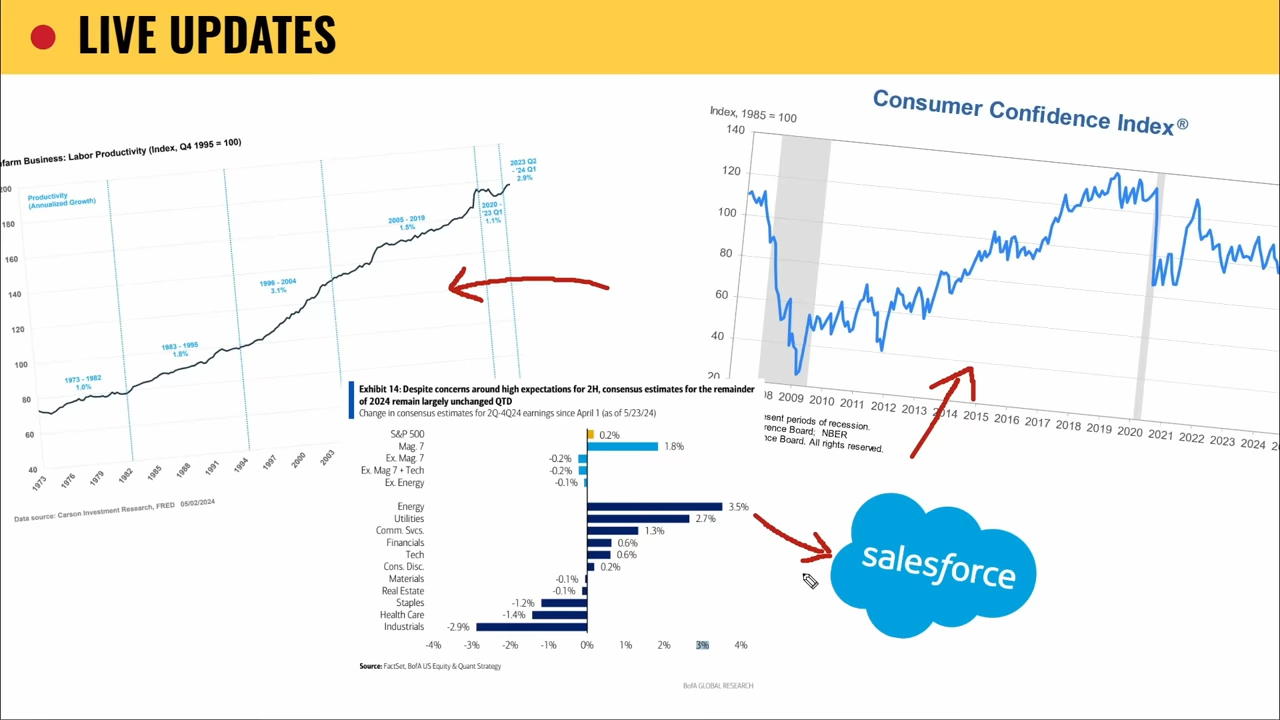 LIVE UPDATES
nfarm Business: Labor Productivity (Index, Q4 1995 = 100)
200
180
160
140
120
100
80
60
40
Productivity
(Annualized Growth)
1973 - 1982
1.0%
1983 - 1995
1.8%
1996 - 2004
3.1%
2005 - 2019
1.5%
2020 -
'23 Q1
1.1%
2023 Q2
- '24 Q1
2.9%
1973
1976
1979
1982
1985
1988
1991
1994
1997
2000
2003
Data source: Carson Investment Research, FRED 05/02/2024
Consumer Confidence Index®
Index, 1985 = 100
140
120
100
80
60
40
20
08 2009 2010 2011 2012 2013 2014 2015 2016 2017 2018 2019 2020 2021 2022 2023 2024 2
esent periods of recession.
rence Board; NBER
nce Board. All rights reserved.
Exhibit 14: Despite concerns around high expectations for 2H, consensus estimates for the remainder
of 2024 remain largely unchanged QTD
Change in consensus estimates for 2Q-4Q24 earnings since April 1 (as of 5/23/24)
S&P 500 0.2%
Mag. 7 1.8%
Ex. Mag. 7 -0.2%
Ex. Mag 7 + Tech -0.2%
Ex. Energy -0.1%
Energy 3.5%
Utilities 2.7%
Comm. Svcs. 1.3%
Financials 0.6%
Tech 0.6%
Cons. Disc. 0.2%
Materials -0.1%
Real Estate -0.1%
Staples -1.2%
Health Care -1.4%
Industrials -2.9%
-4% -3% -2% -1% 0% 1% 2% 3% 4%
Source: FactSet, BofA US Equity & Quant Strategy
BofA GLOBAL RESEARCH
salesforce